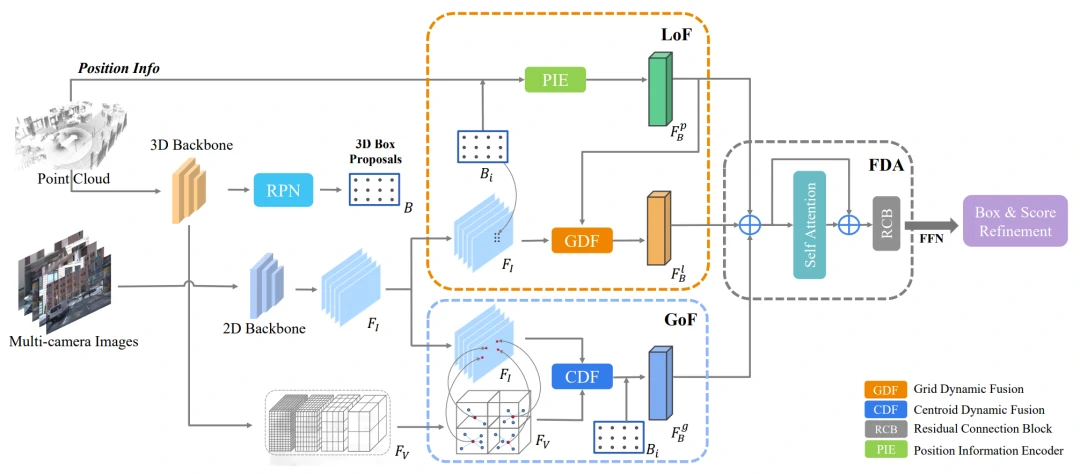 LoF
Position Info
PIE
F_B^p
3D Backbone
3D Box
Proposals
Point Cloud
RPN
B
B_i
FDA
F_I
GDF
F_B^l
Self Attention
RCB
FFN
Box & Score
Refinement
Multi-camera Images
2D Backbone
F_I
GoF
F_I
CDF
F_B^g
F_V
F_V
B_i
GDF Grid Dynamic Fusion
CDF Centroid Dynamic Fusion
RCB Residual Connection Block
PIE Position Information Encoder